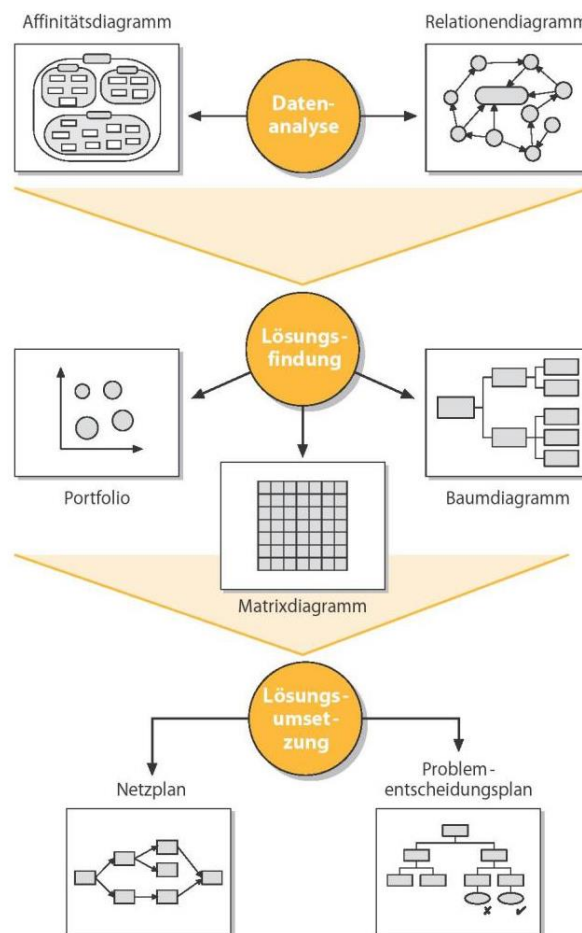 Affinitätsdiagramm
Relationendiagramm
Daten-
analyse
Lösungs-
findung
Portfolio
Baumdiagramm
Matrixdiagramm
Lösungs-
umset-
zung
Netzplan
Problem-
entscheidungsplan